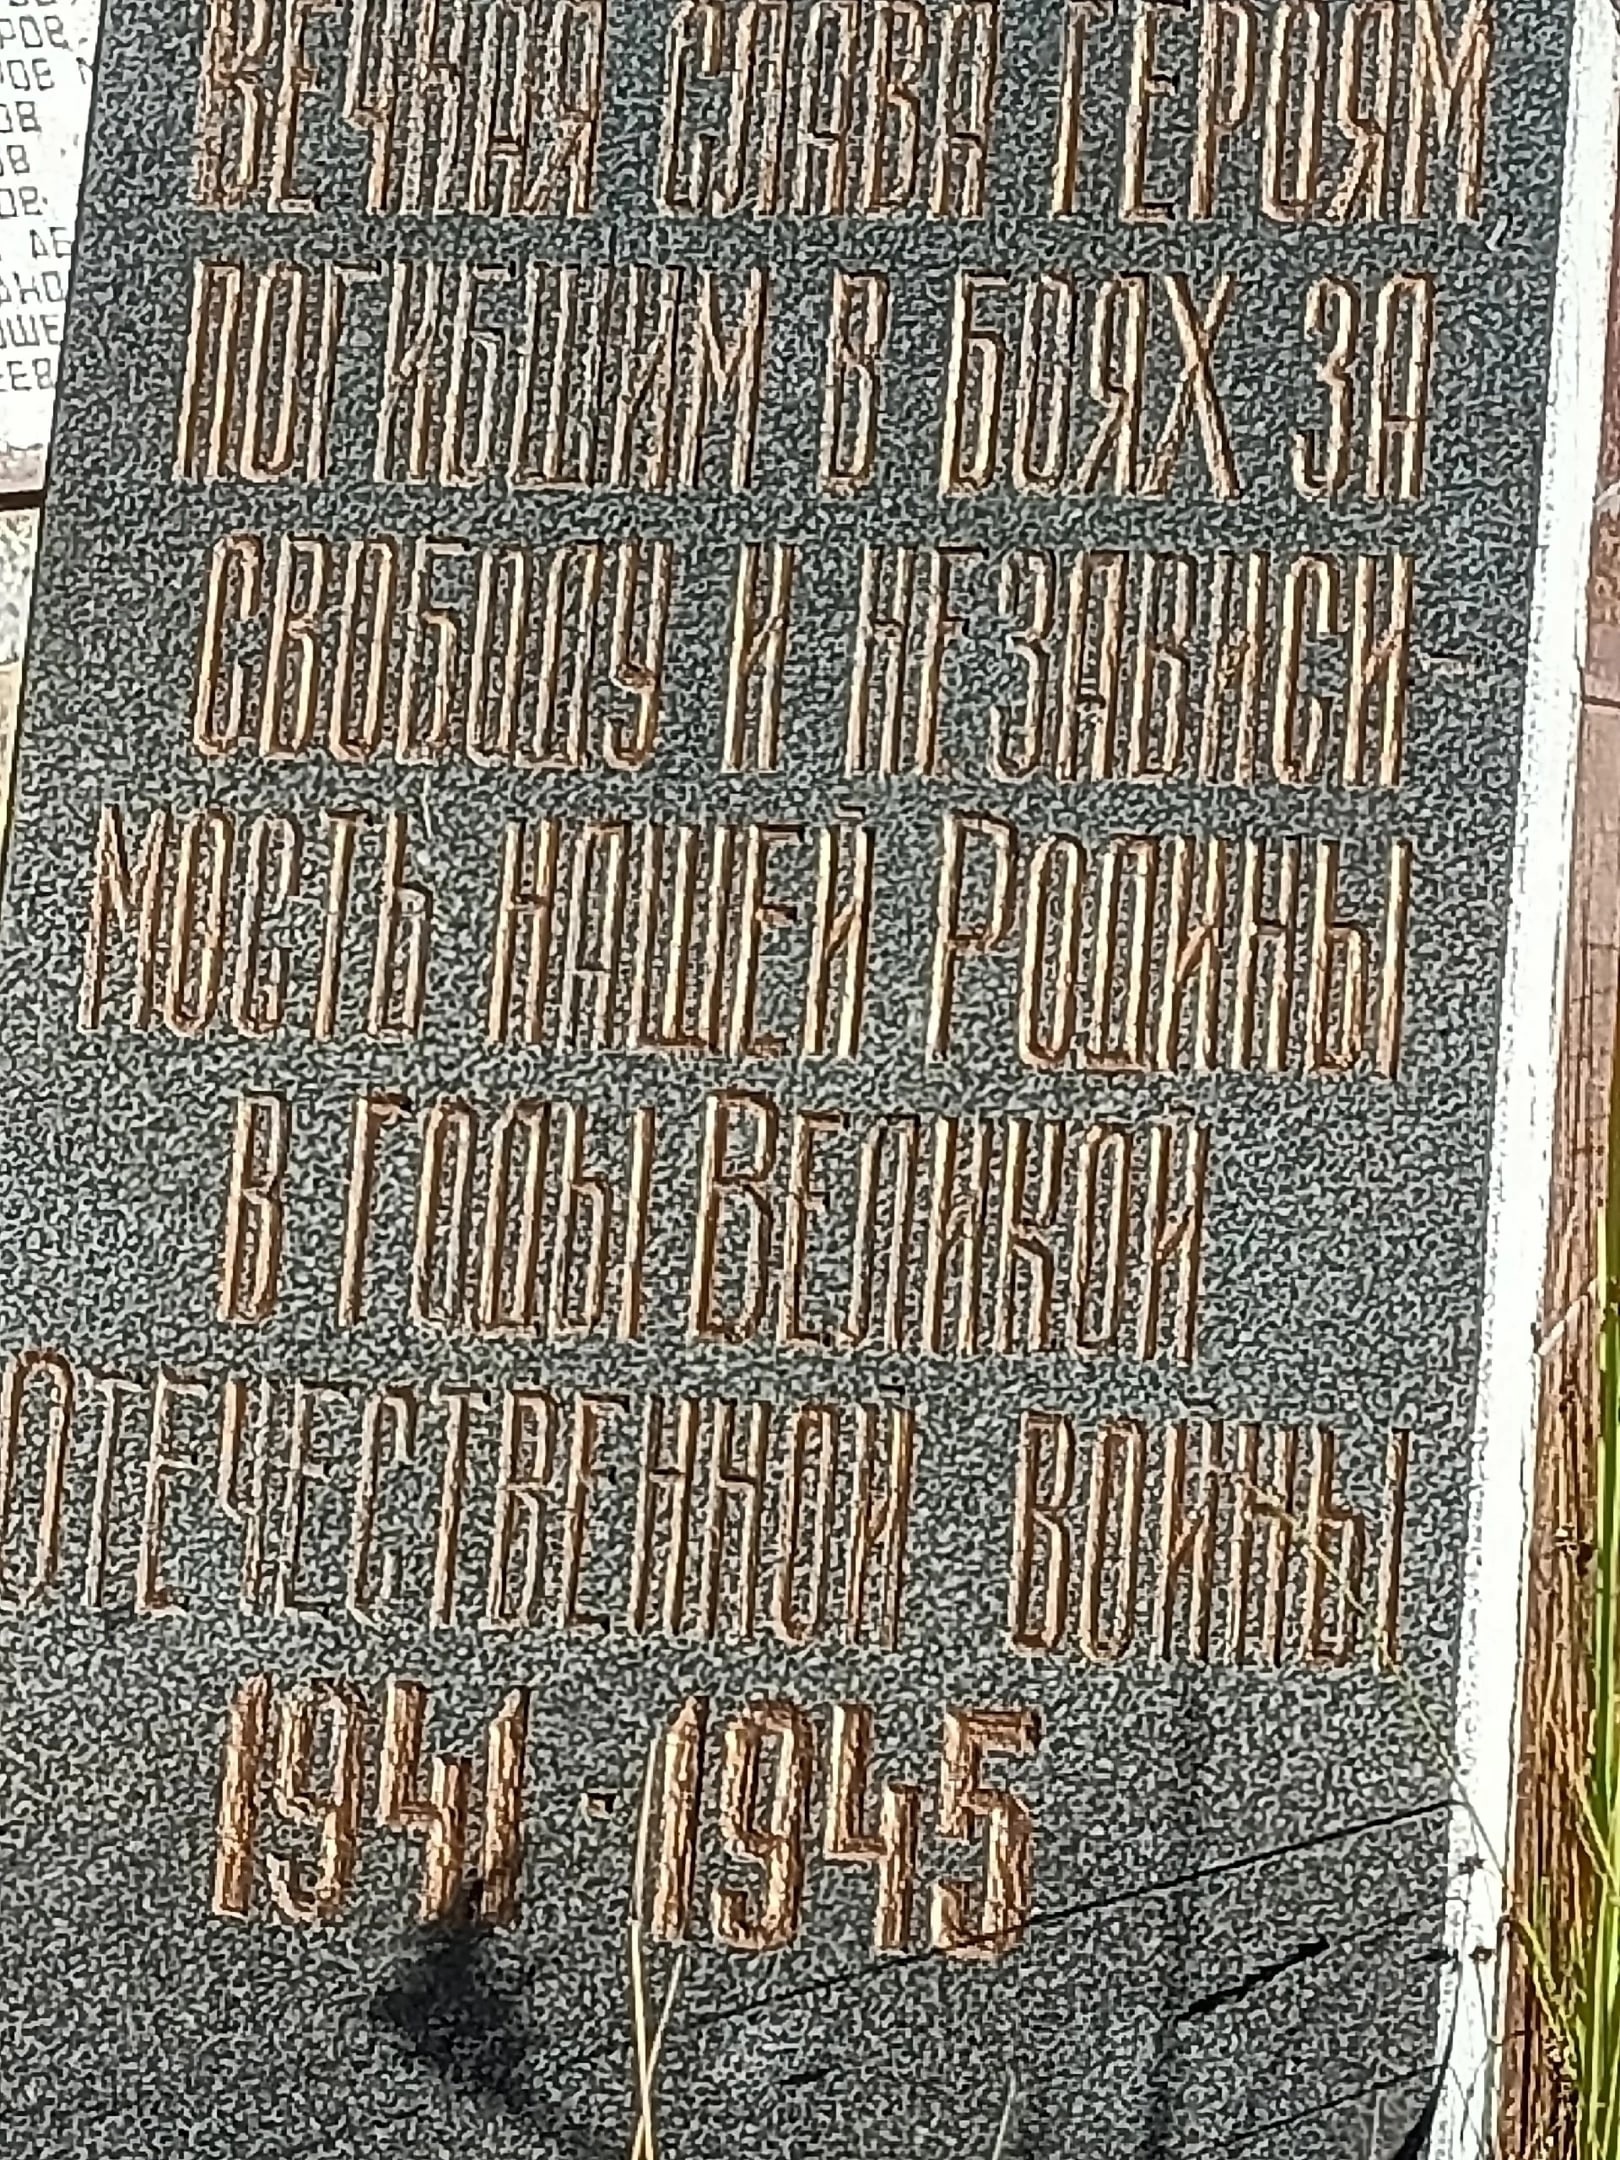 ВЕЧНАЯ СЛАВА ГЕРОЯМ
ПОГИБШИМ В БОЯХ ЗА
СВОБОДУ И НЕЗАВИСИ-
МОСТЬ НАШЕЙ РОДИНЫ
В ГОДЫ ВЕЛИКОЙ
ОТЕЧЕСТВЕННОЙ ВОЙНЫ
1941-1945